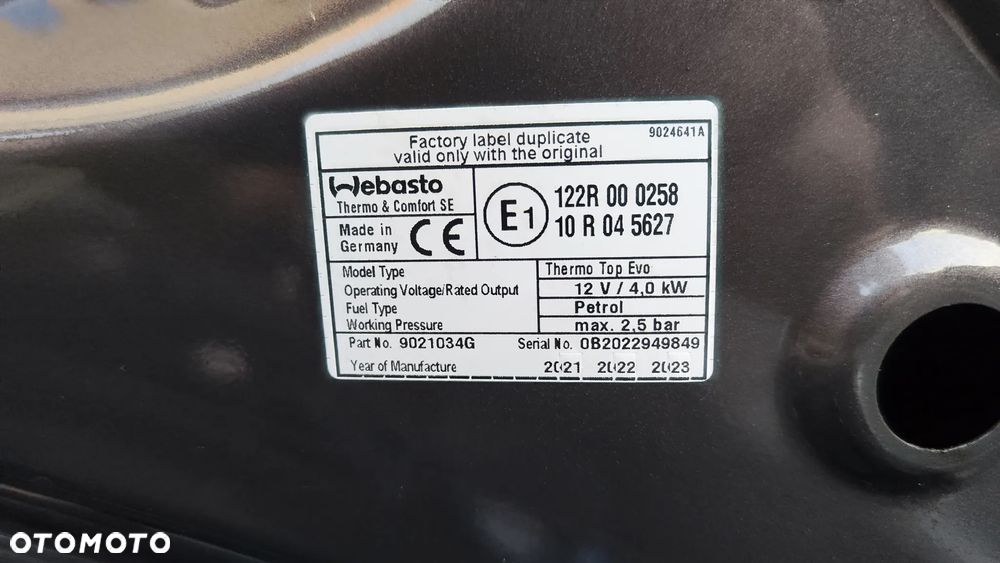 Factory label duplicate
valid only with the original
9024641A
Webasto
Thermo & Comfort SE
Made in
Germany
CE
E1
122R 00 0258
10 R 04 5627
Model Type Thermo Top Evo
Operating Voltage/Rated Output 12 V / 4,0 kW
Fuel Type Petrol
Working Pressure max. 2,5 bar
Part No. 9021034G Serial No. 0B2022949849
Year of Manufacture 2021 2022 2023
OTOMOTO